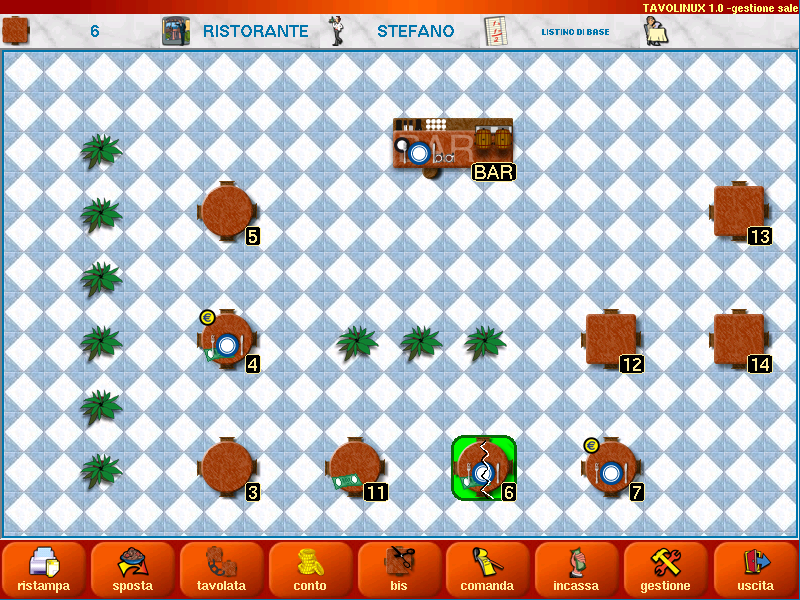 TAVOLINUX 1.0 -gestione sale
6 RISTORANTE STEFANO LISTINO DI BASE
BAR
BAR
5
13
€
4
12
14
€
3
11
6
7
ristampa sposta tavolata conto bis comanda incassa gestione uscita